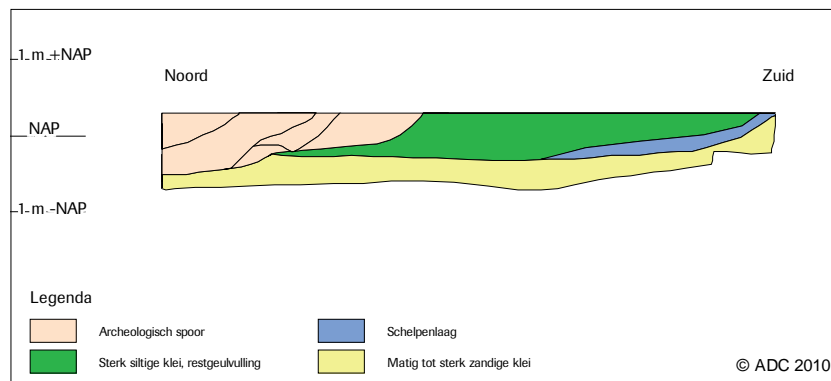 1 m +NAP
Noord
Zuid
NAP
1 m -NAP
Legenda
Archeologisch spoor
Schelpenlaag
Sterk siltige klei, restgeulvulling
Matig tot sterk zandige klei
© ADC 2010